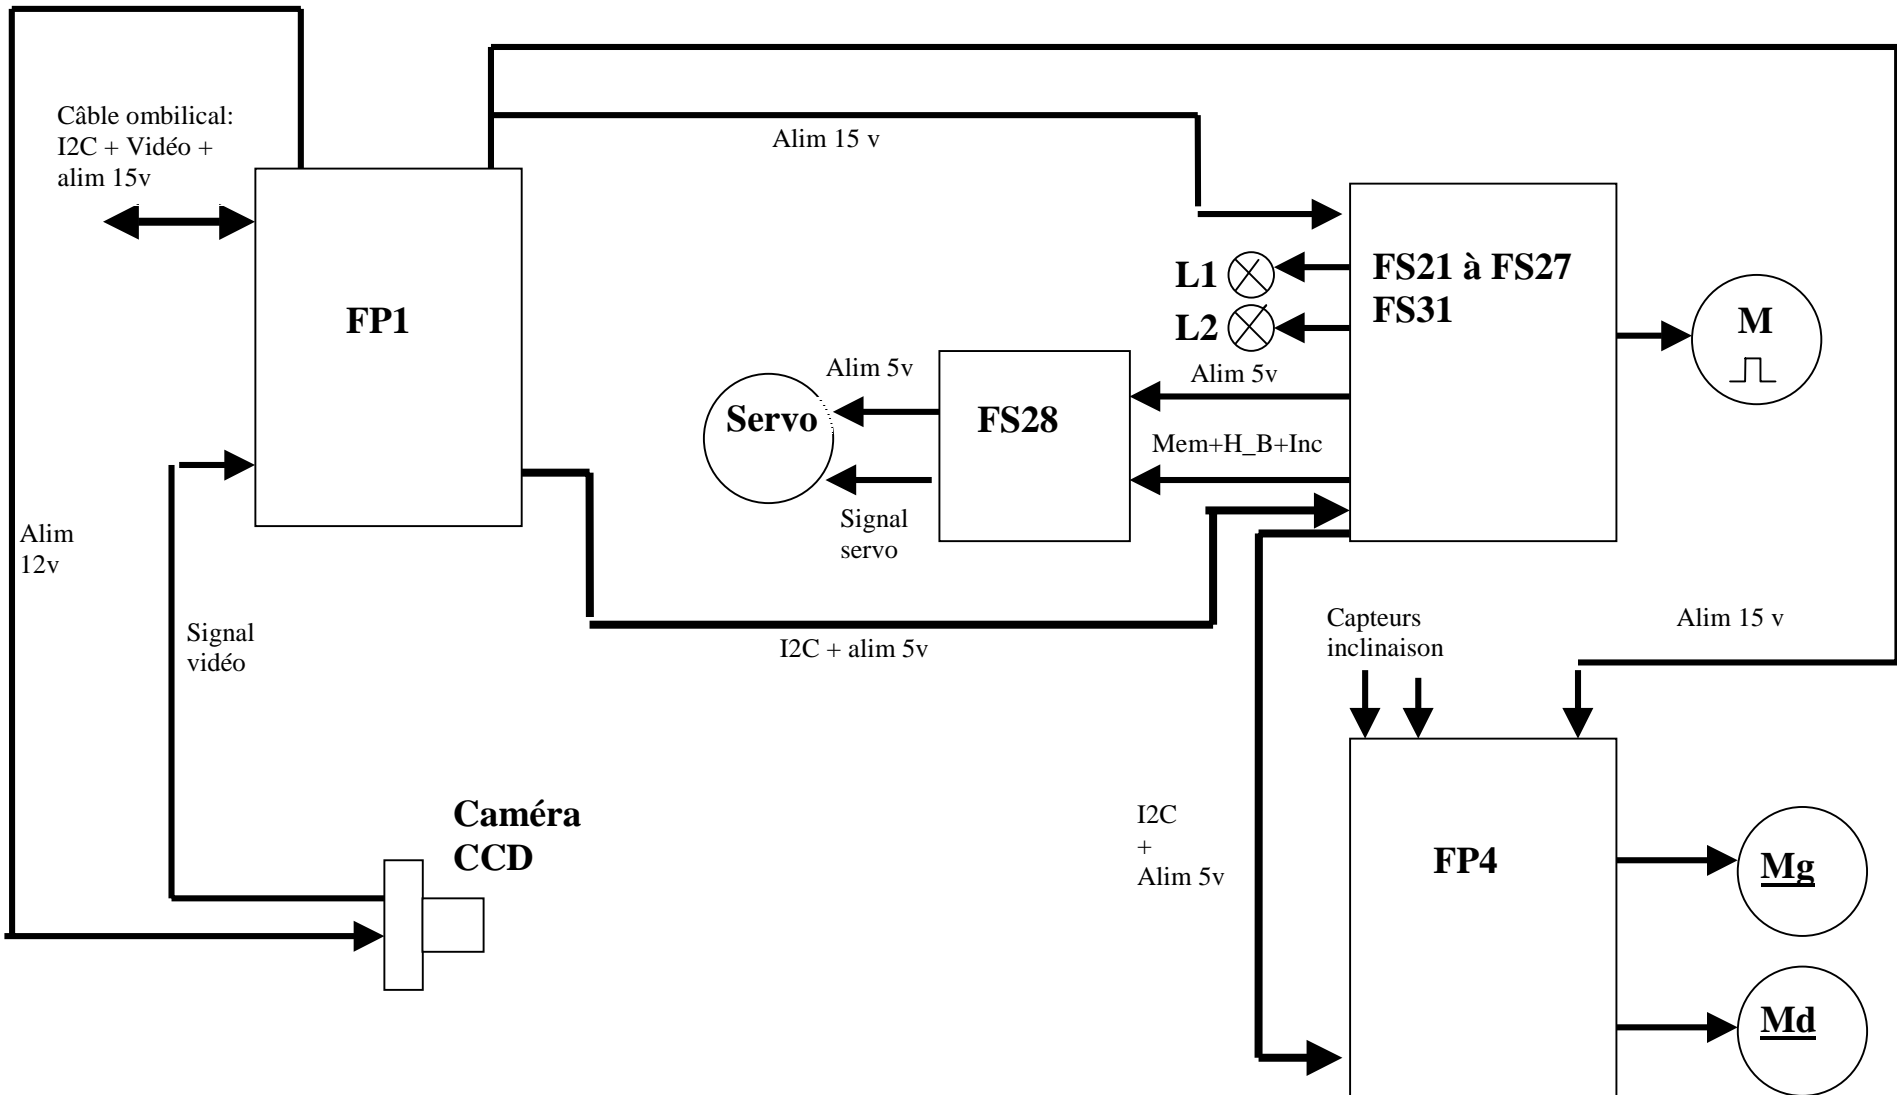 Câble ombilical:
I2C + Vidéo +
alim 15v
Alim 15 v
FP1
L1
L2
FS21 à FS27
FS31
M
Alim 5v
Alim 5v
Servo
FS28
Mem+H_B+Inc
Signal
servo
Alim
12v
Signal
vidéo
I2C + alim 5v
Capteurs
inclinaison
Alim 15 v
Caméra
CCD
I2C
+
Alim 5v
FP4
Mg
Md